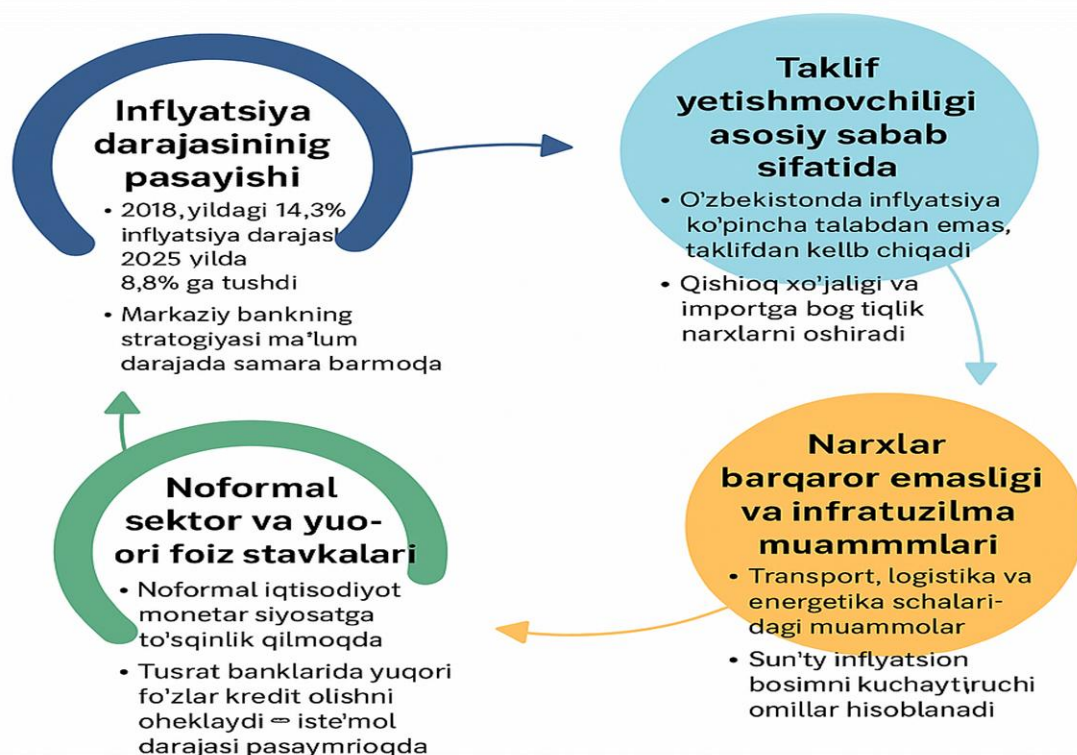 Inflyatsiya
darajasininig
pasayishi
• 2018, yildagi 14,3%
inflyatsiya darajasl
2025 yilda
8,8% ga tushdi
• Markaziy bankning
stratogiyasi ma'lum
darajada samara barmoqda
Taklif
yetishmovchiligi
asosiy sabab
sifatida
• O'zbekistonda inflyatsiya
ko'pincha talabdan emas,
taklifdan kellb chiqadi
• Qishioq xo'jaligi va
importga bog tiqlik
narxlarni oshiradi
Narxlar
barqaror emasligi
va infratuzilma
muammmlari
• Transport, logistika va
energetika schalari-
dagi muammolar
• Sun'ty inflyatsion
bosimni kuchaytiruchi
omillar hisoblanadi
Noformal
sektor va yuo-
ori foiz stavkalari
• Noformal iqtisodiyot
monetar siyosatga
to'sqinlik qilmoqda
• Tusrat banklarida yuqori
fo'zlar kredit olishni
oheklaydi = iste'mol
darajasi pasaymrioqda